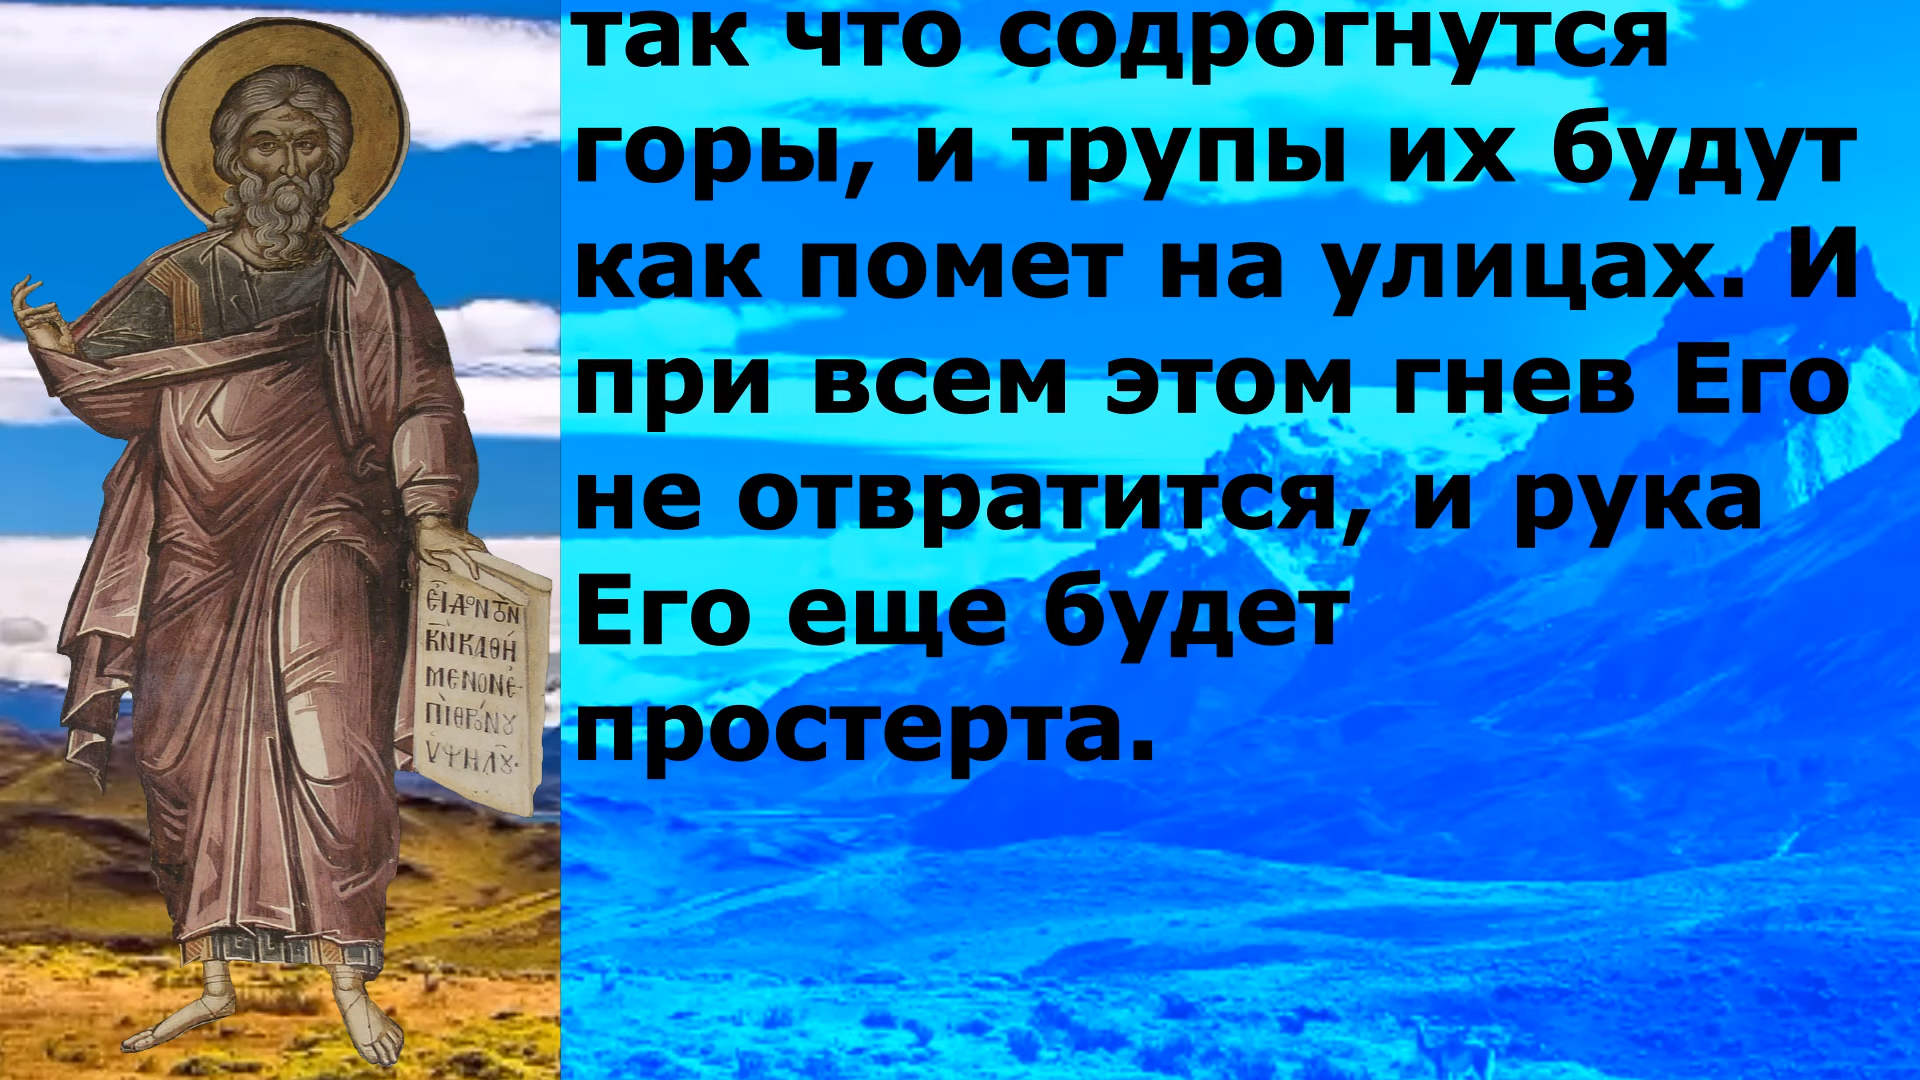 так что содрогнутся
горы, и трупы их будут
как помет на улицах. И
при всем этом гнев Его
не отвратится, и рука
Его еще будет
простерта.